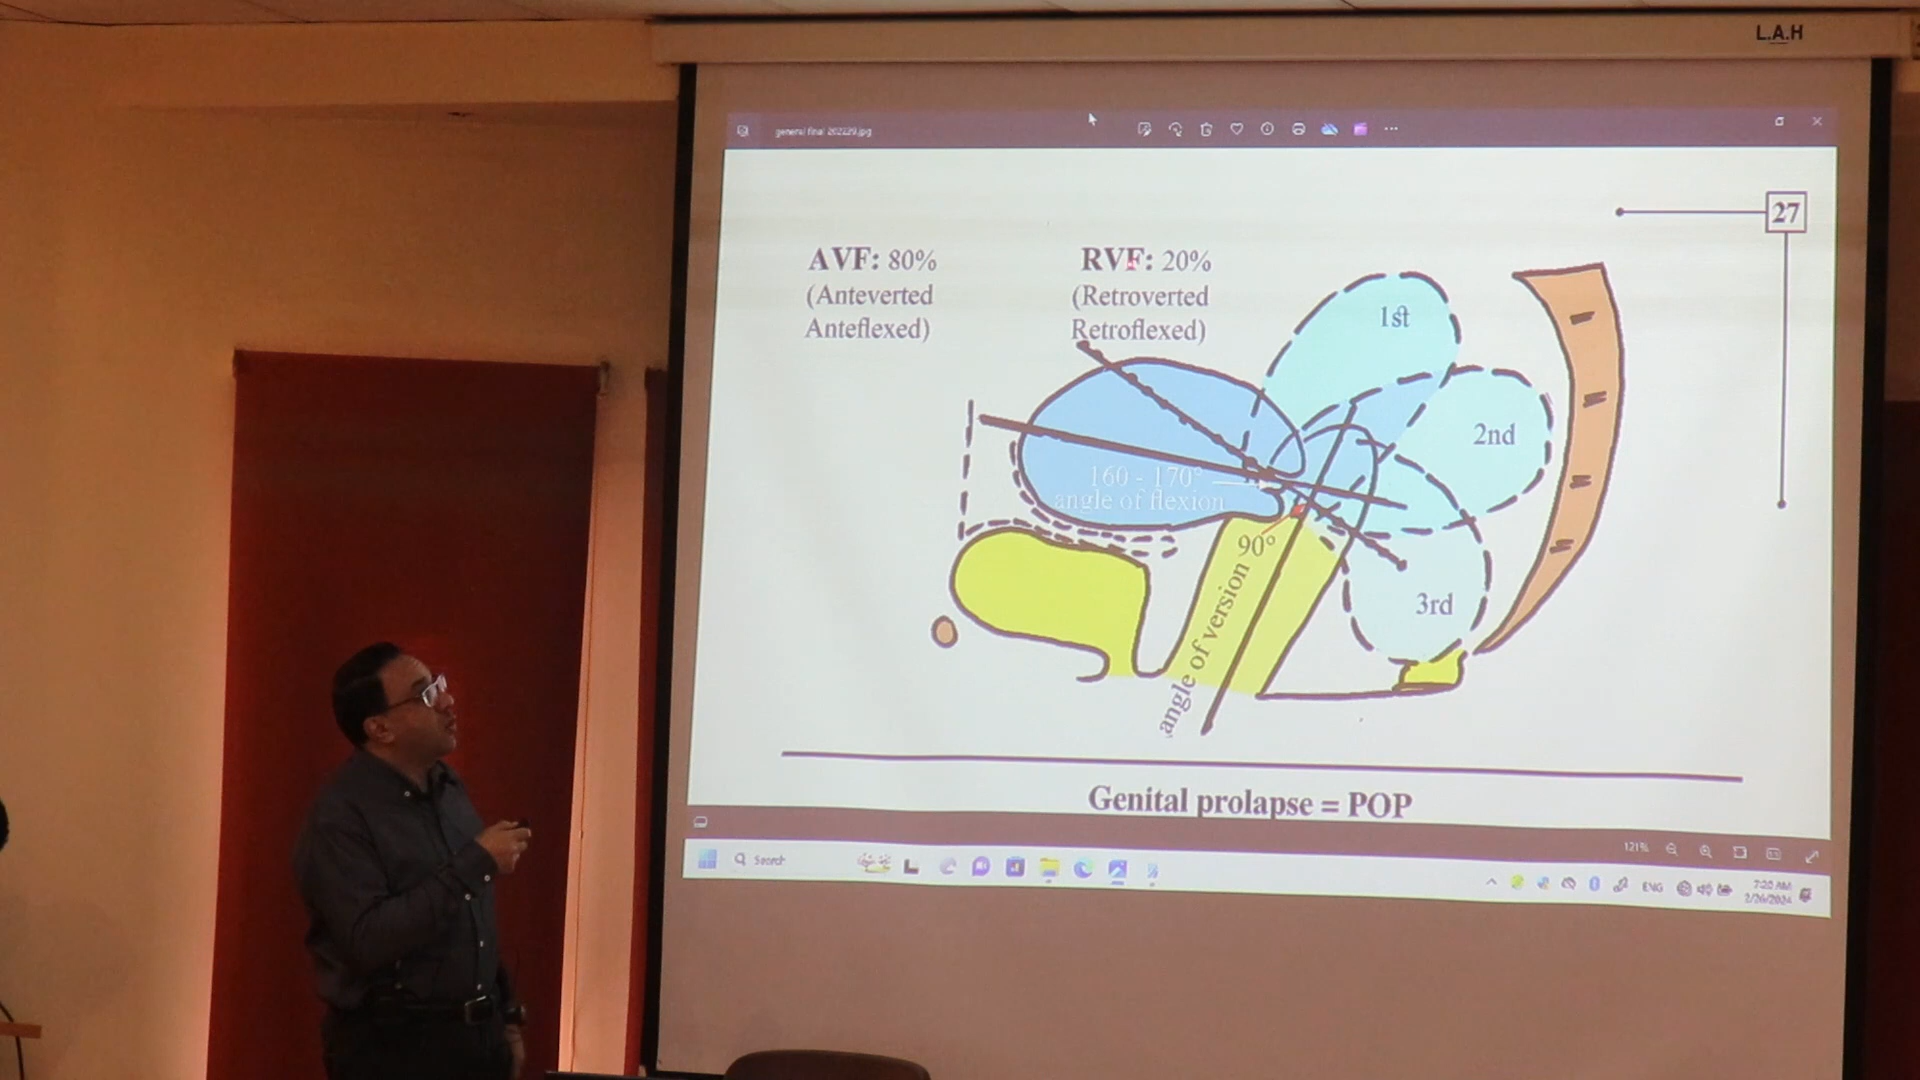 L.A.H
general final 202229.jpg
27
AVF: 80%
(Anteverted
Anteflexed)
RVF: 20%
(Retroverted
Retroflexed)
1st
2nd
3rd
160 - 170°
angle of flexion
90°
angle of version
Genital prolapse = POP
121%
Search
ENG
7:20 AM
2/26/2024